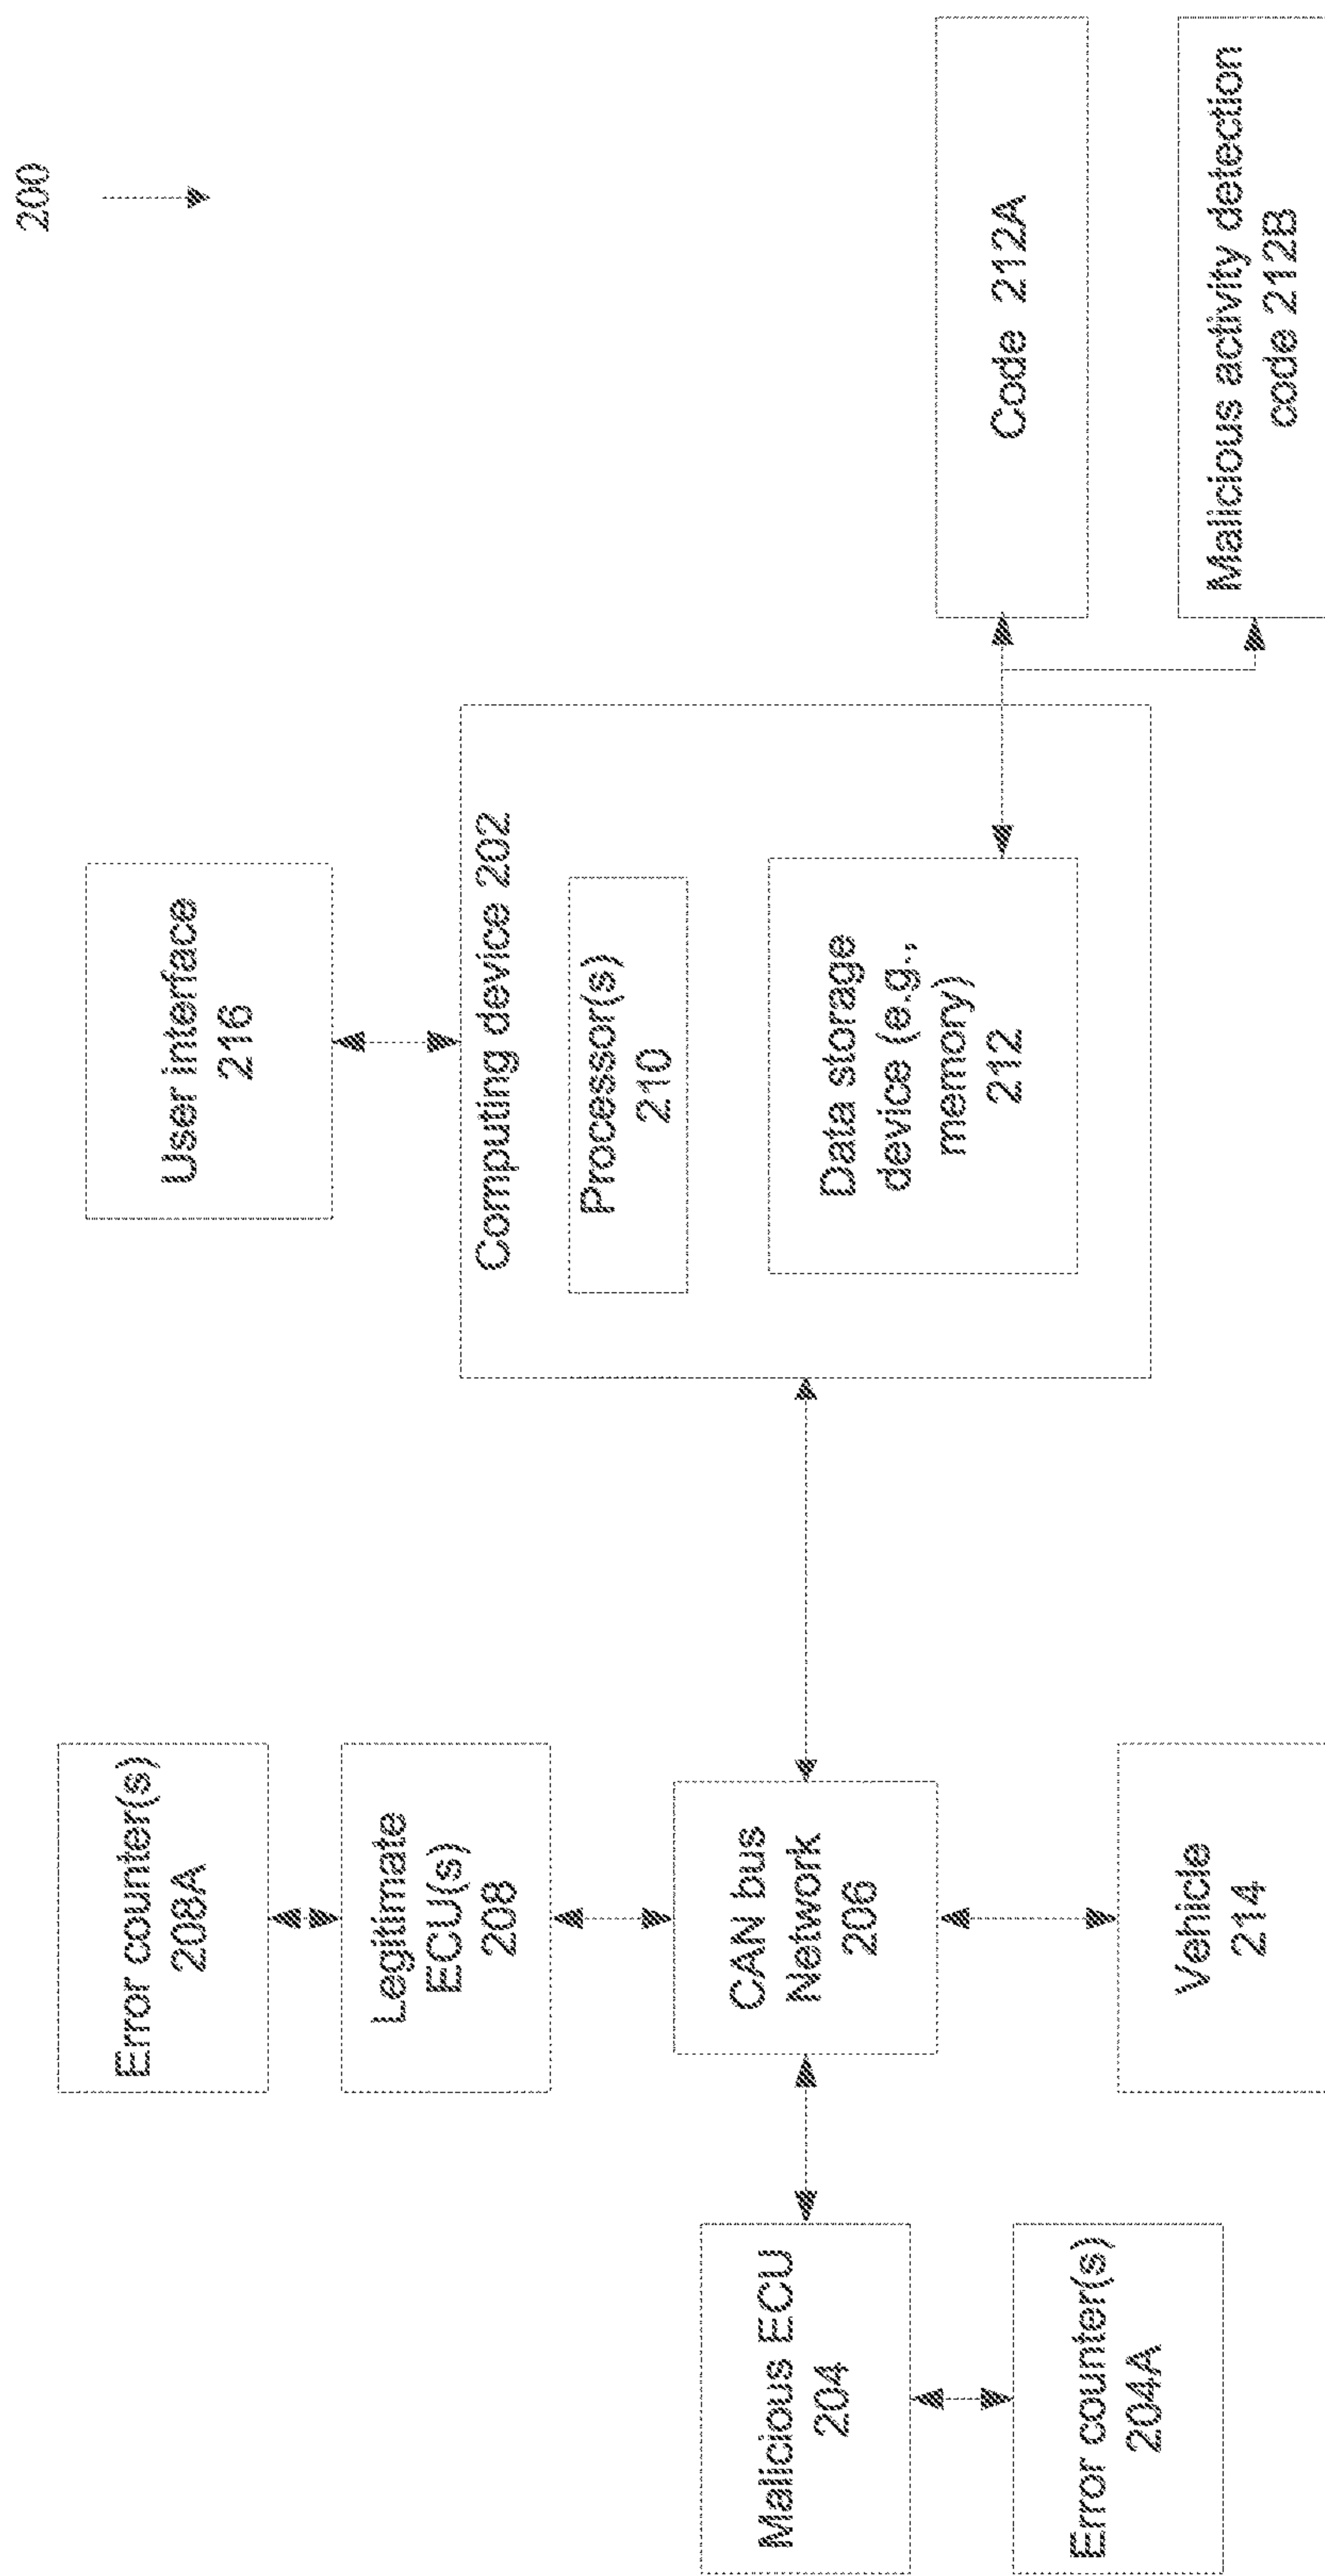 200
Error counter(s)
208A
Legitimate
ECU(s)
208
User interface
216
Computing device 202
Processor(s)
210
Data storage
device (e.g.,
memory)
212
Code 212A
Malicious activity detection
code 212B
CAN bus
Network
206
Malicious ECU
204
Error counter(s)
204A
Vehicle
214